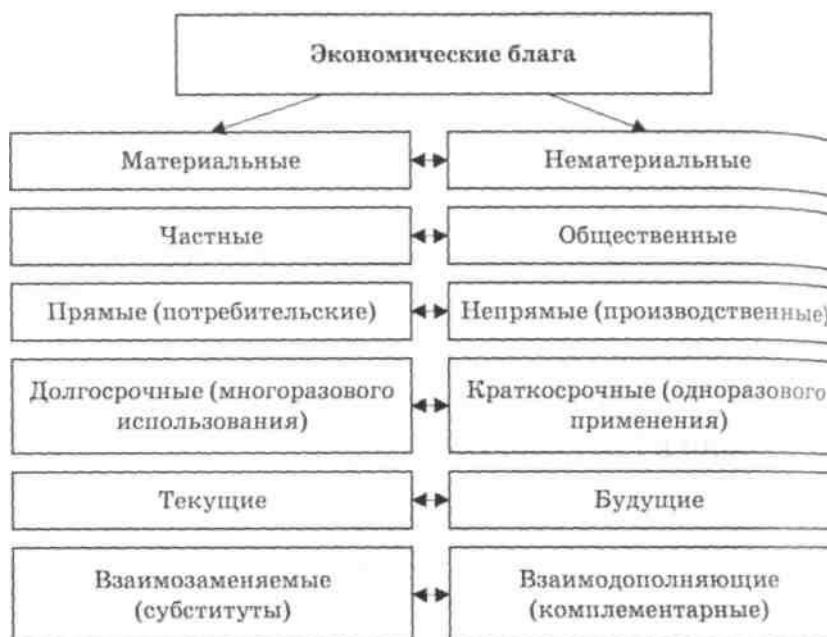 Экономические блага
Материальные
Нематериальные
Частные
Общественные
Прямые (потребительские)
Непрямые (производственные)
Долгосрочные (многоразового
использования)
Краткосрочные (одноразового
применения)
Текущие
Будущие
Взаимозаменяемые
(субституты)
Взаимодополняющие
(комплементарные)